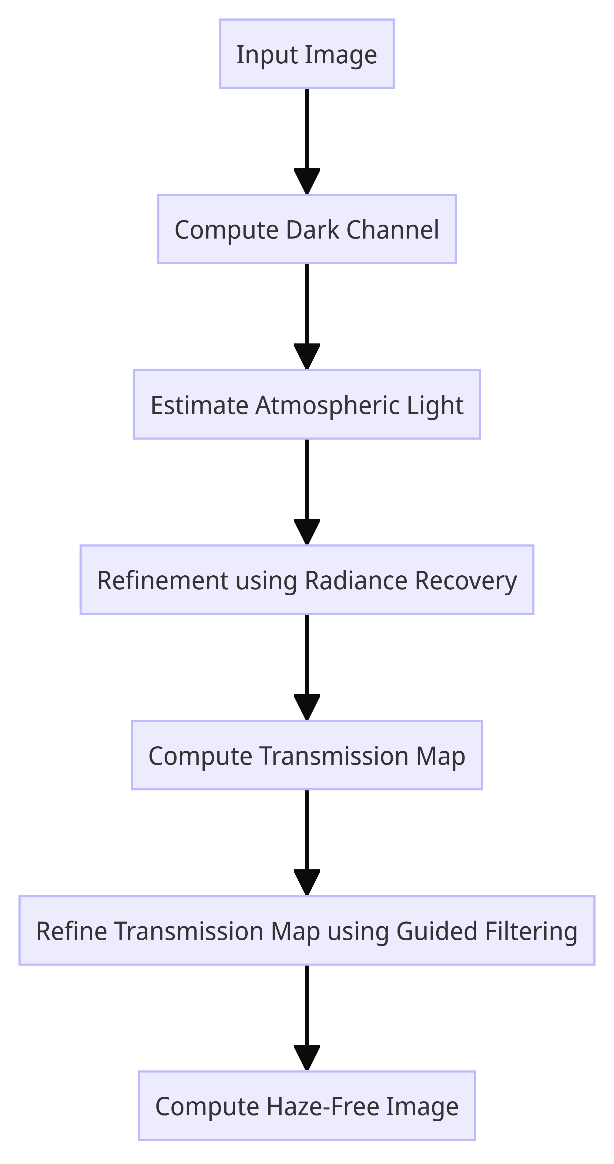 Input Image
Compute Dark Channel
Estimate Atmospheric Light
Refinement using Radiance Recovery
Compute Transmission Map
Refine Transmission Map using Guided Filtering
Compute Haze-Free Image